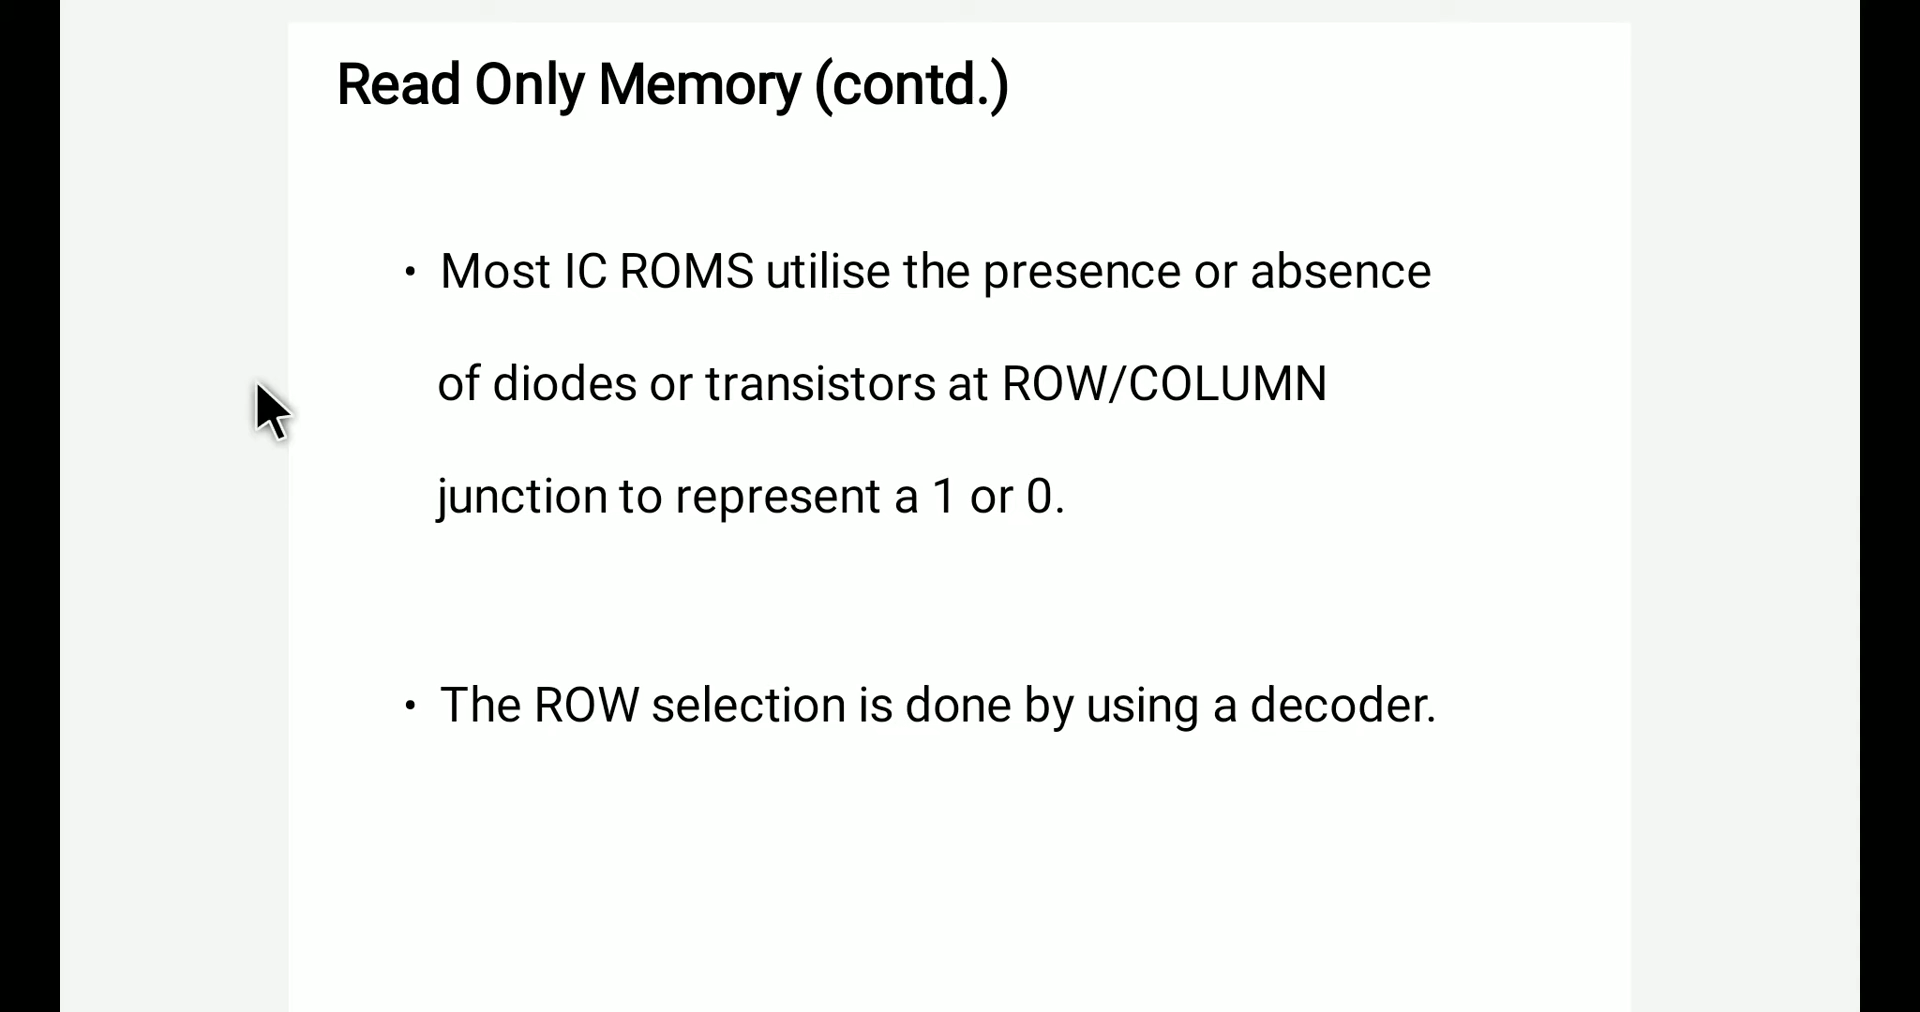 Read Only Memory (contd.)
• Most IC ROMS utilise the presence or absence
of diodes or transistors at ROW/COLUMN
junction to represent a 1 or 0.
• The ROW selection is done by using a decoder.